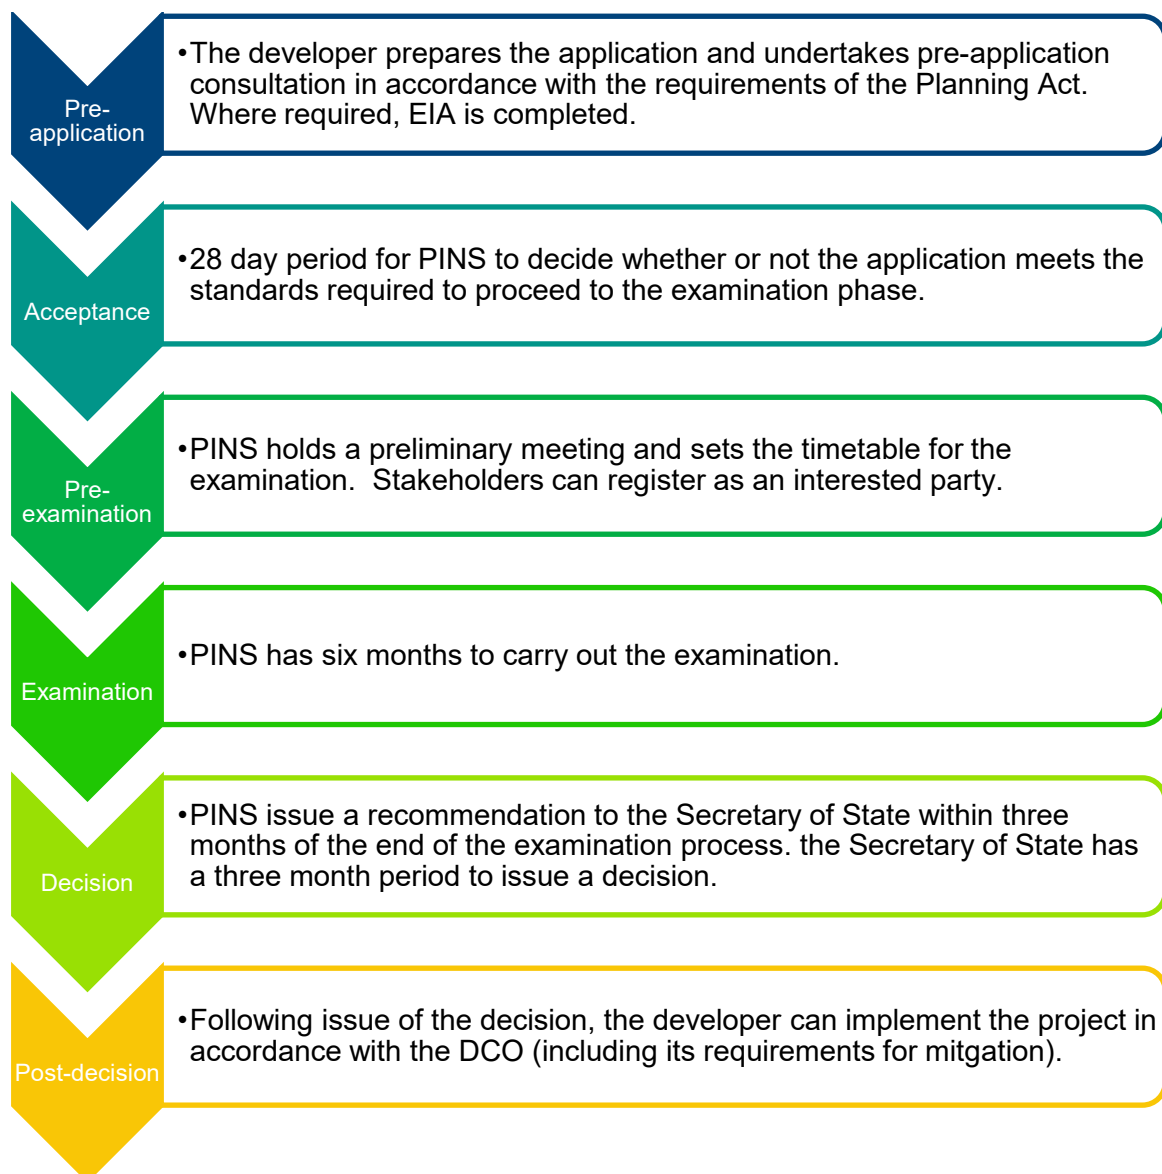 Pre-
application
•The developer prepares the application and undertakes pre-application
consultation in accordance with the requirements of the Planning Act.
Where required, EIA is completed.
Acceptance
•28 day period for PINS to decide whether or not the application meets the
standards required to proceed to the examination phase.
Pre-
examination
•PINS holds a preliminary meeting and sets the timetable for the
examination.  Stakeholders can register as an interested party.
Examination
•PINS has six months to carry out the examination.
Decision
•PINS issue a recommendation to the Secretary of State within three
months of the end of the examination process. the Secretary of State has
a three month period to issue a decision.
Post-decision
•Following issue of the decision, the developer can implement the project in
accordance with the DCO (including its requirements for mitgation).